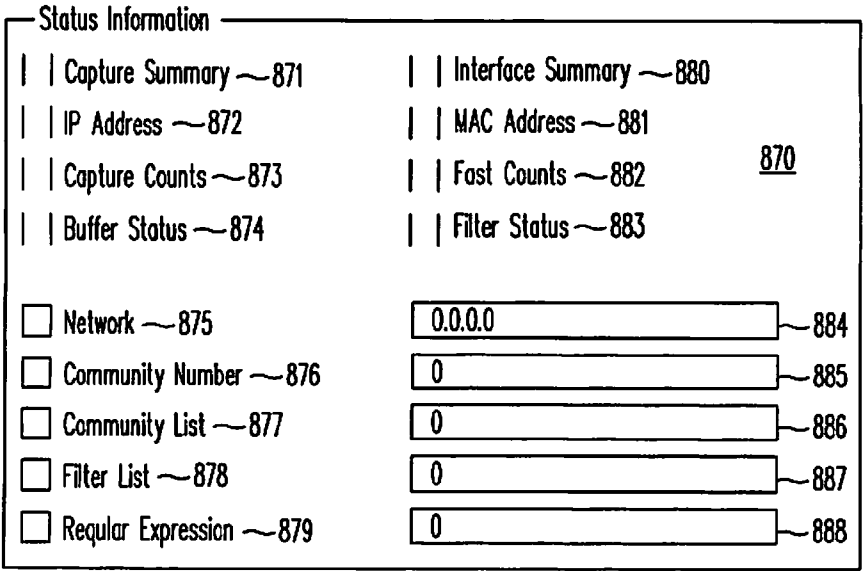 Status Information
Capture Summary 871 Interface Summary 880
IP Address 872 MAC Address 881
Capture Counts 873 Fast Counts 882 870
Buffer Status 874 Filter Status 883
Network 875 0.0.0.0 884
Community Number 876 0 885
Community List 877 0 886
Filter List 878 0 887
Reqular Expression 879 0 888